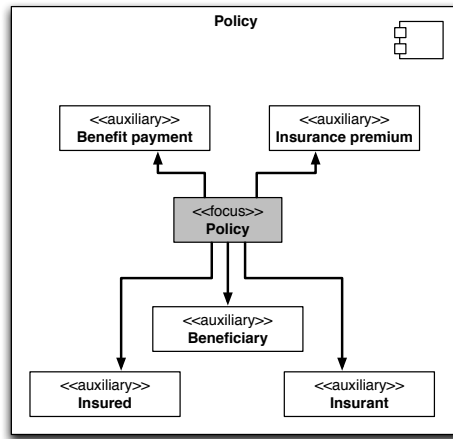 Policy
<<auxiliary>>
Benefit payment
<<auxiliary>>
Insurance premium
<<focus>>
Policy
<<auxiliary>>
Beneficiary
<<auxiliary>>
Insured
<<auxiliary>>
Insurant